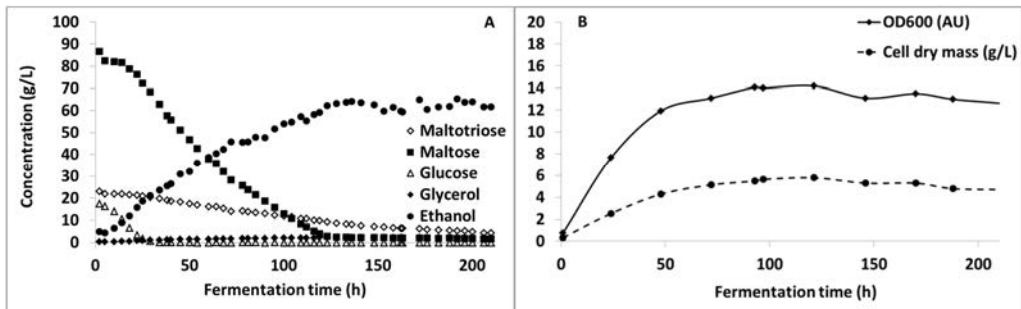 A
Concentration (g/L)
100
90
80
70
60
50
40
30
20
10
0
Maltotriose
Maltose
Glucose
Glycerol
Ethanol
0 50 100 150 200
Fermentation time (h)
B
OD600 (AU)
Cell dry mass (g/L)
20
18
16
14
12
10
8
6
4
2
0
0 50 100 150 200
Fermentation time (h)